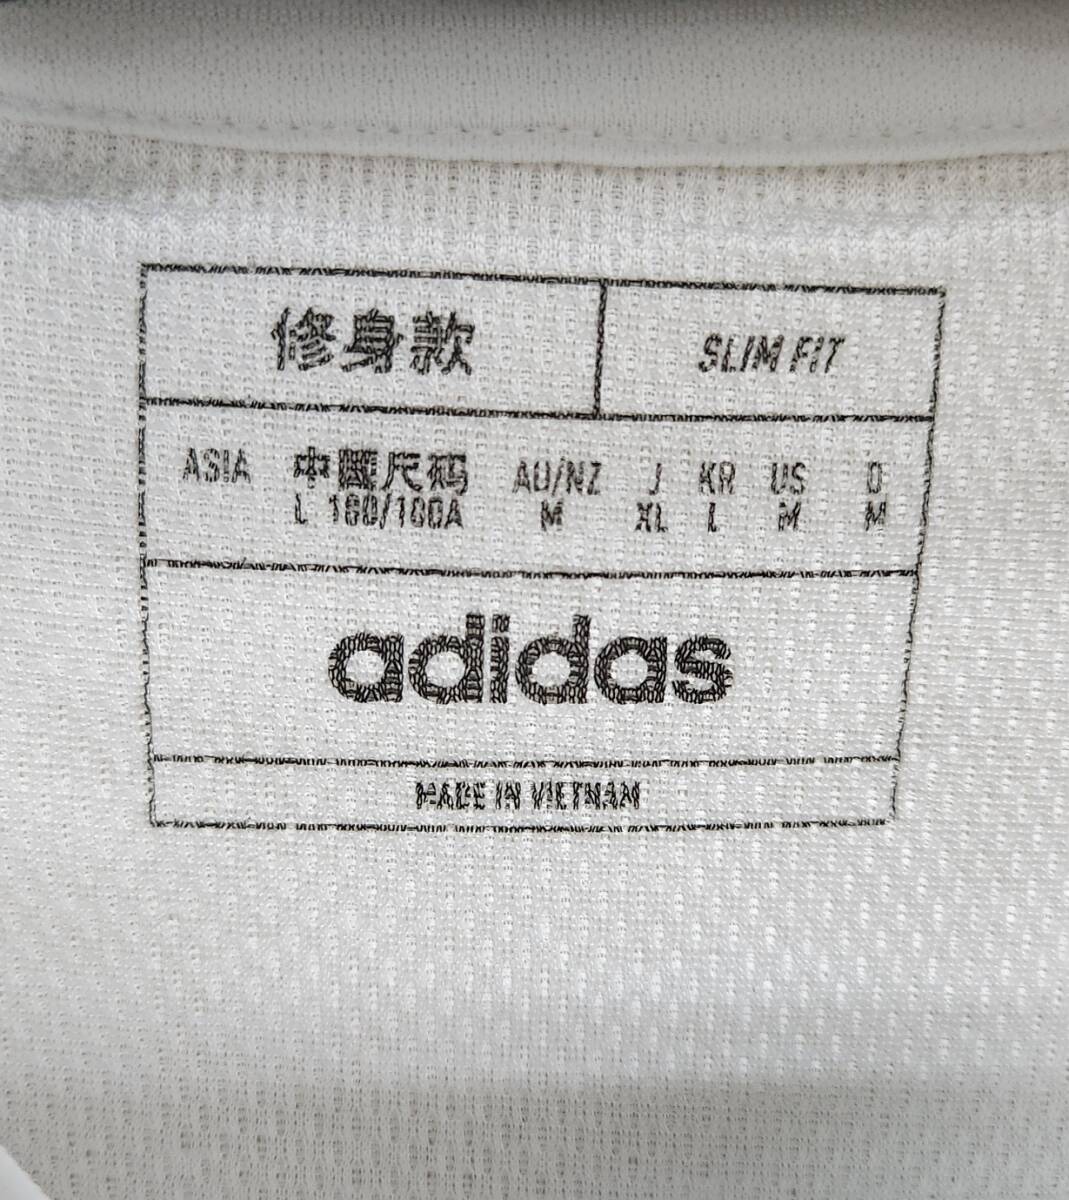 修身款 SLIM FIT
ASIA 中國尺码 AU/NZ J KR US D
L 180/100A M XL L M M
adidas
MADE IN VIETNAM